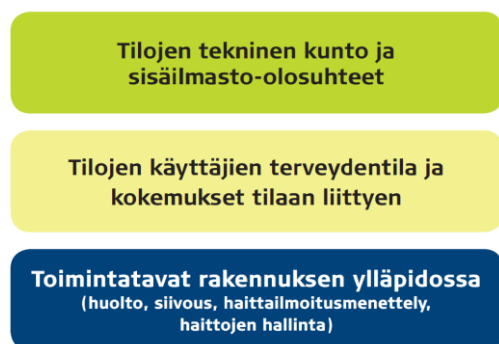 Tilojen tekninen kunto ja
sisäilmasto-olosuhteet
Tilojen käyttäjien terveydentila ja
kokemukset tilaan liittyen
Toimintatavat rakennuksen ylläpidossa
(huolto, siivous, haittailmoitusmenettely,
haittojen hallinta)